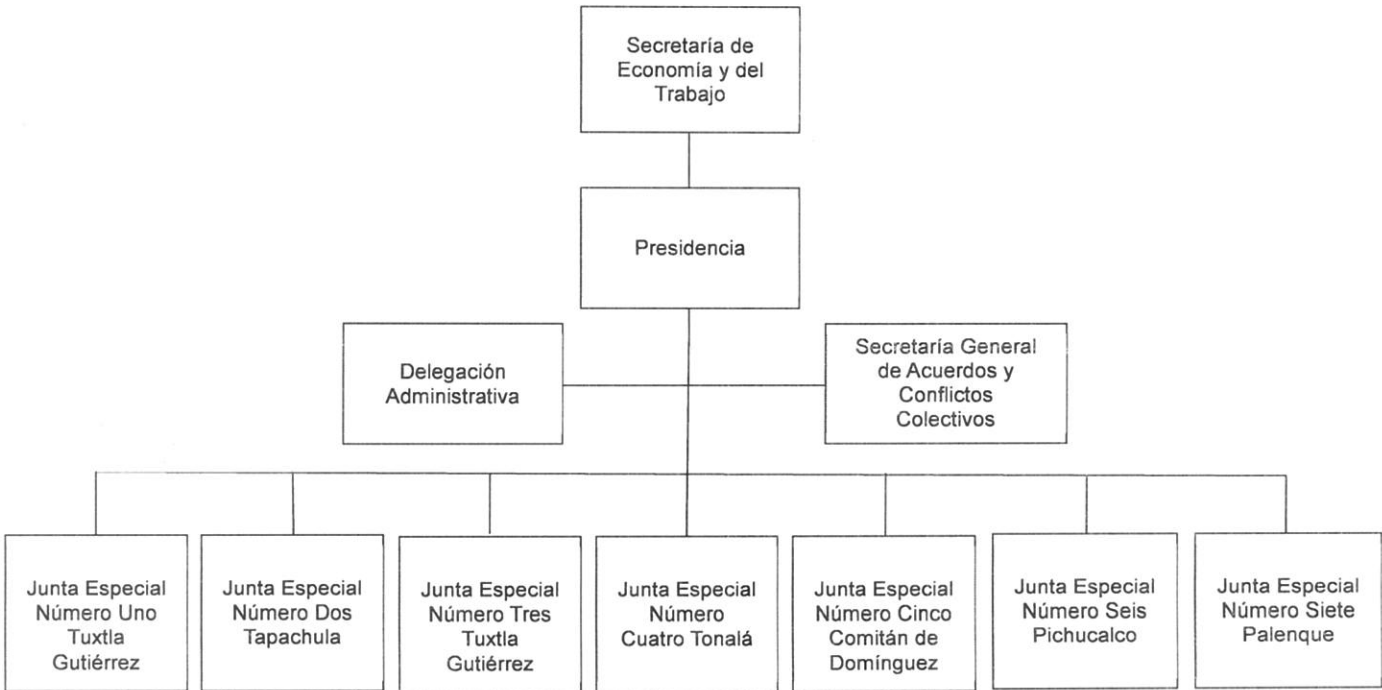 Secretaría de
Economía y del
Trabajo
Presidencia
Delegación
Administrativa
Secretaría General
de Acuerdos y
Conflictos
Colectivos
Junta Especial
Número Uno
Tuxtla
Gutiérrez
Junta Especial
Número Dos
Tapachula
Junta Especial
Número Tres
Tuxtla
Gutiérrez
Junta Especial
Número
Cuatro Tonalá
Junta Especial
Número Cinco
Comitán de
Domínguez
Junta Especial
Número Seis
Pichucalco
Junta Especial
Número Siete
Palenque